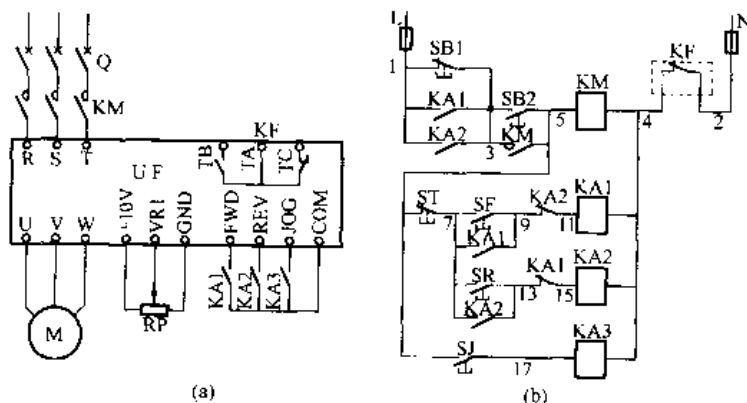 Q
KM
R
S
T
TB
TA
KF
TC
UF
U
V
W
+10V
VR1
GND
FWD
REV
JOG
COM
KA1
KA2
KA3
RP
M
(a)
L
N
1
SB1
KA1
KA2
3
SB2
KM
5
KM
4
KF
2
ST
7
SF
KA1
9
KA2
11
KA1
SR
KA2
13
KA1
15
KA2
SJ
17
KA3
(b)